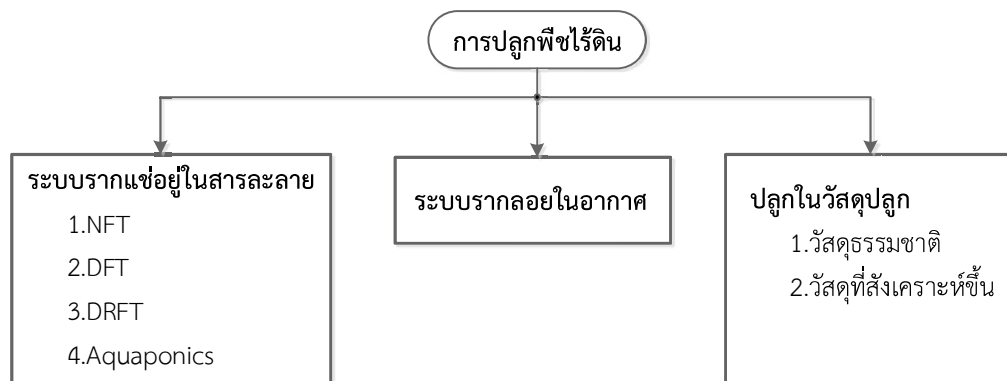 การปลูกพืชไร้ดิน
ระบบรากแช่อยู่ในสารละลาย
1.NFT
2.DFT
3.DRFT
4.Aquaponics
ระบบรากลอยในอากาศ
ปลูกในวัสดุปลูก
1.วัสดุธรรมชาติ
2.วัสดุที่สังเคราะห์ขึ้น